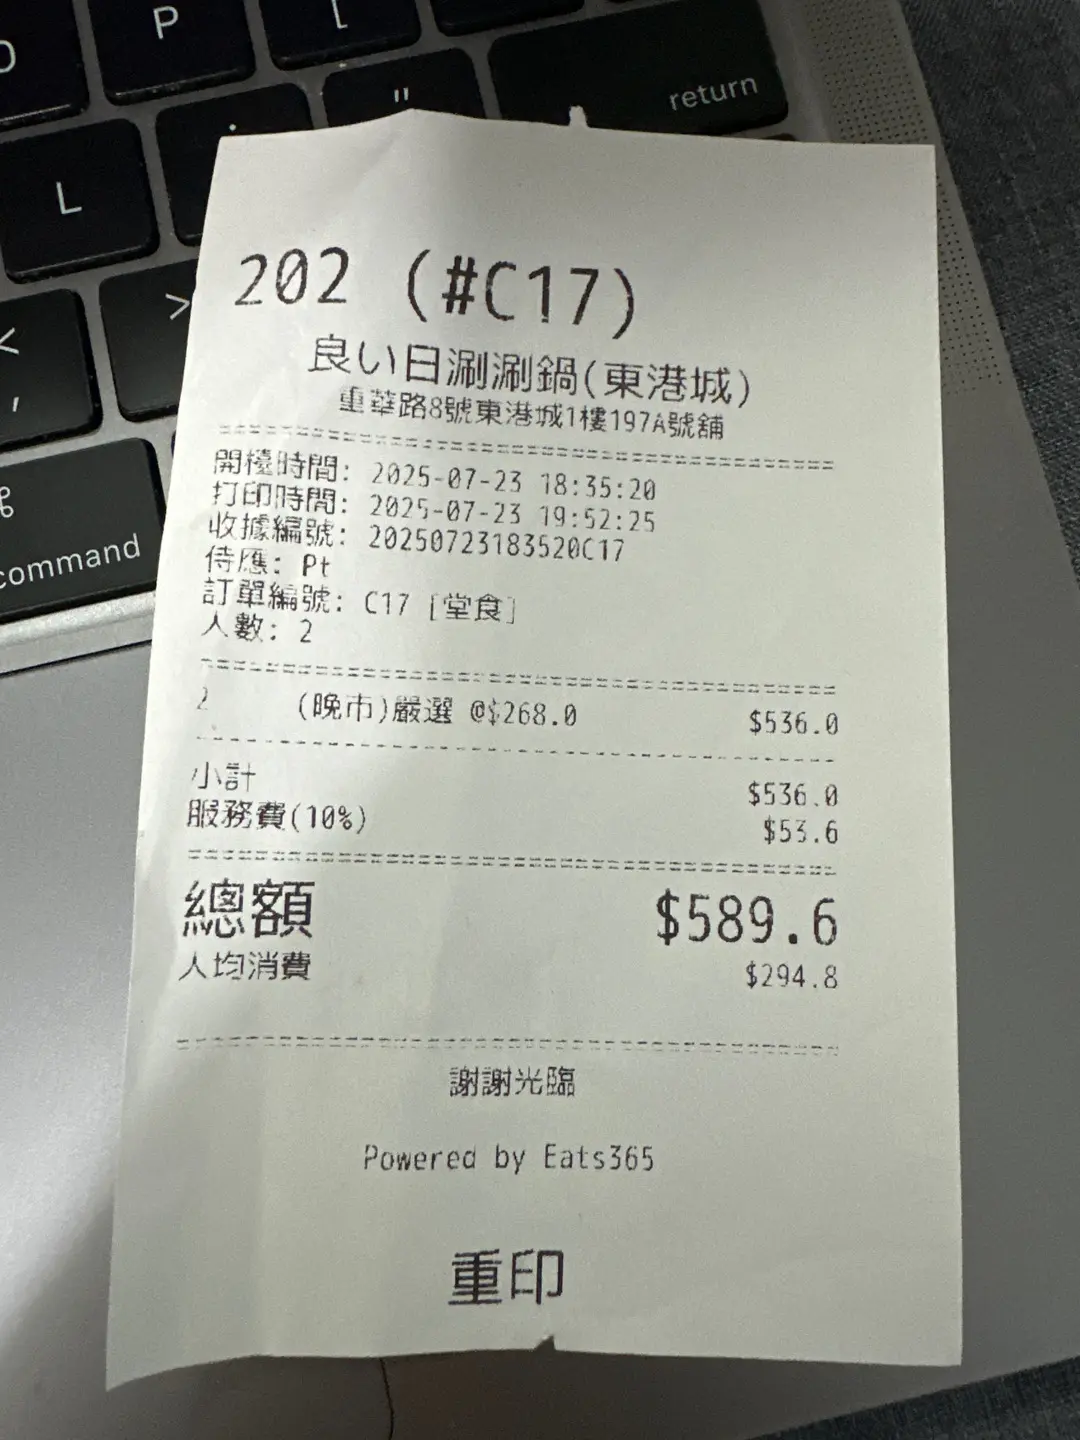 P
[
"
return
L
>
<
,
command
202 (#C17)
良い日涮涮鍋(東港城)
重華路8號東港城1樓197A號舖
================================
開檯時間: 2025-07-23 18:35:20
打印時間: 2025-07-23 19:52:25
收據編號: 20250723183520C17
侍應: Pt
訂單編號: C17 [堂食]
人數: 2
================================
2 (晚市)嚴選 @$268.0 $536.0
--------------------------------
小計 $536.0
服務費(10%) $53.6
================================
總額 $589.6
人均消費 $294.8
================================
謝謝光臨
Powered by Eats365
重印